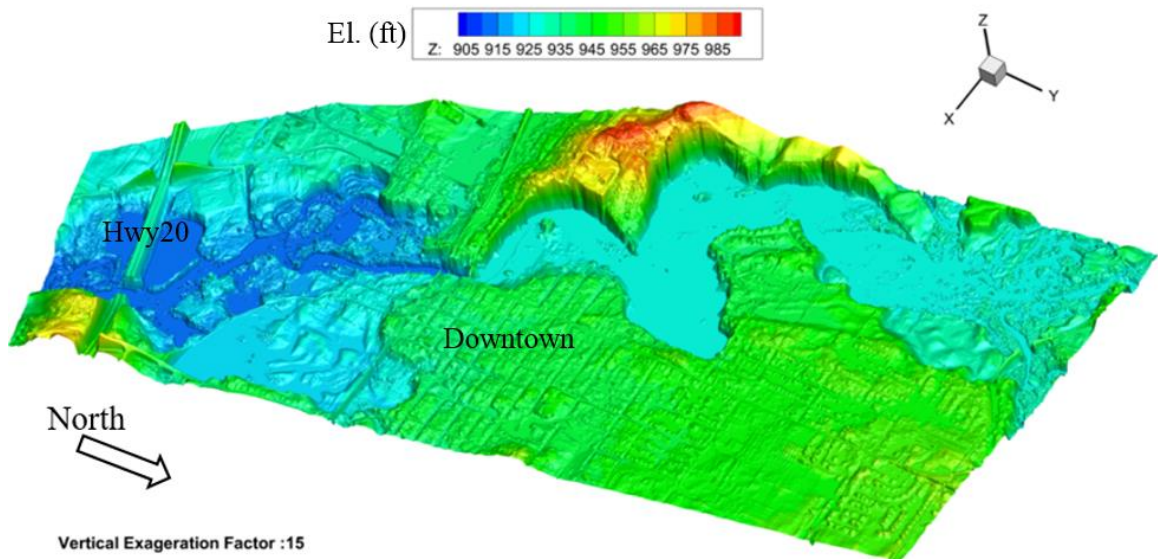 El. (ft)
Z: 905 915 925 935 945 955 965 975 985
Z
Y
X
Hwy20
Downtown
North
Vertical Exageration Factor :15